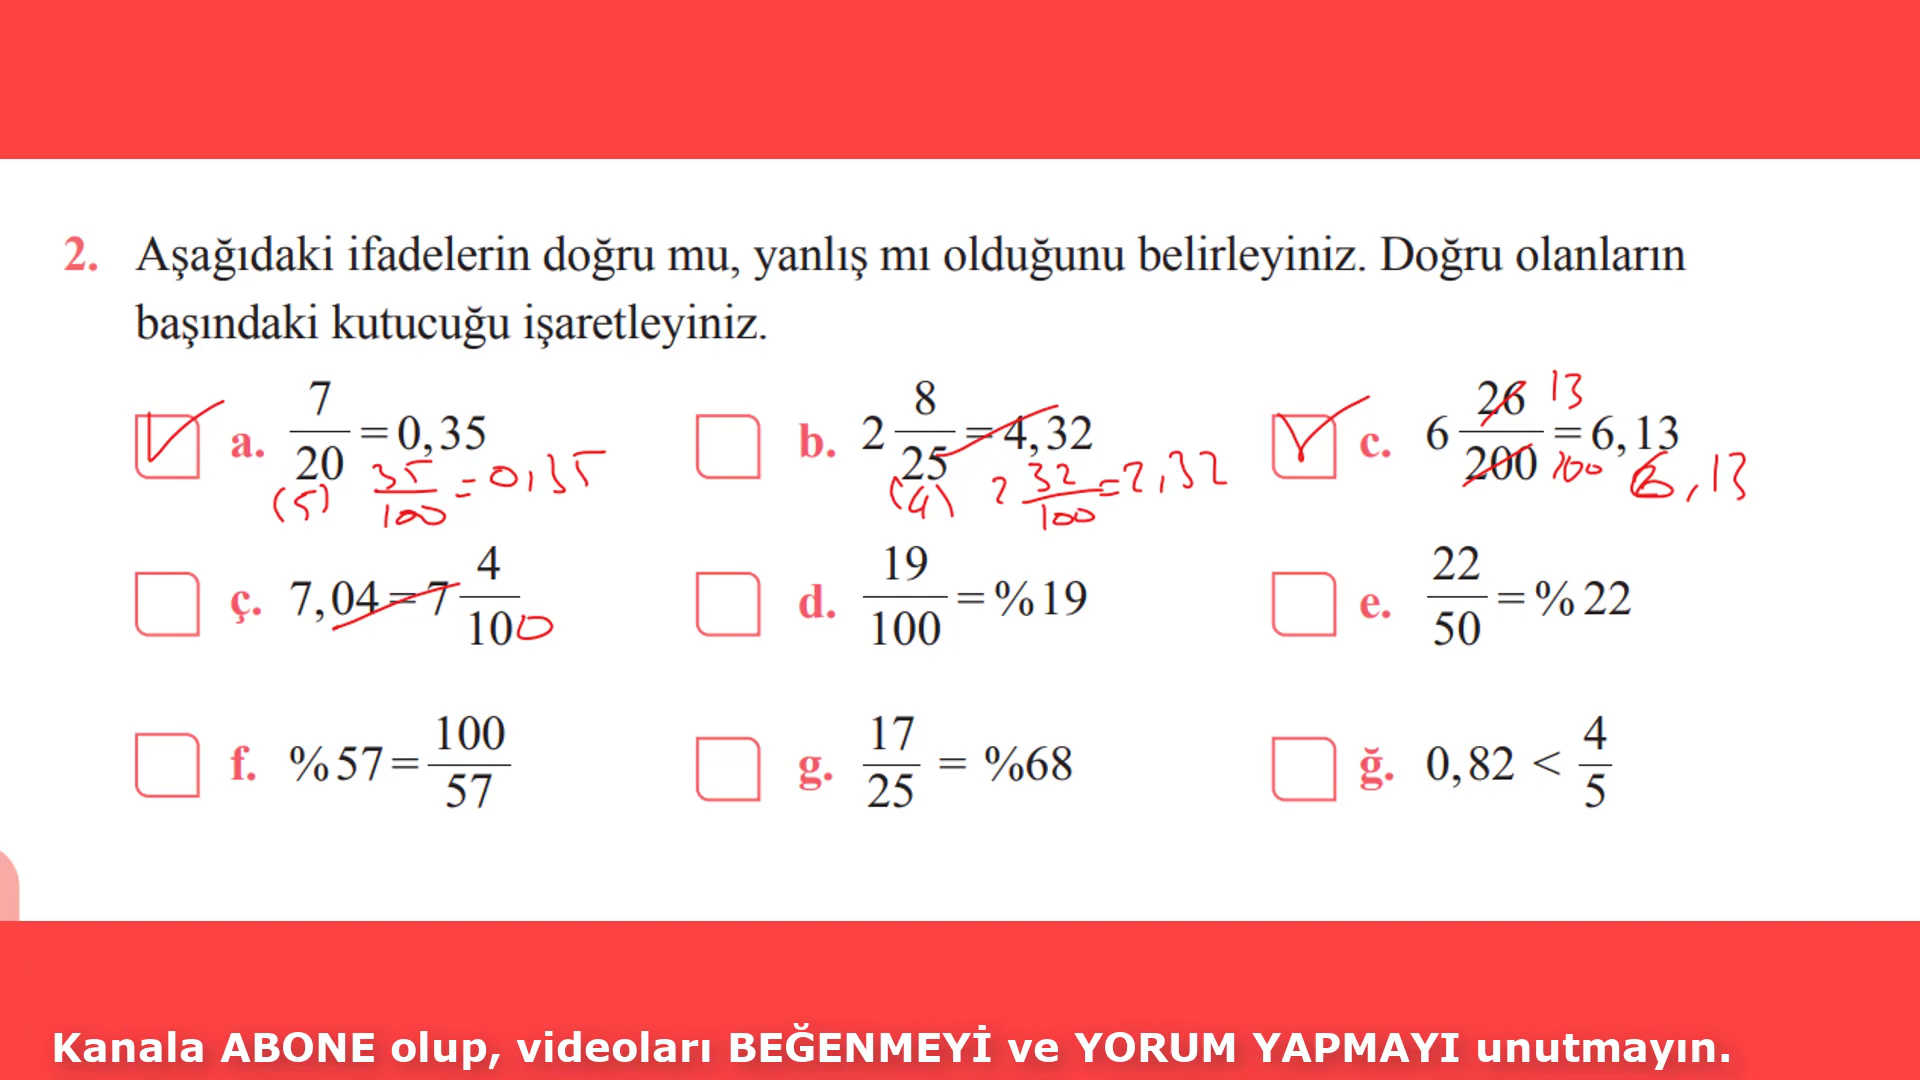 2. Aşağıdaki ifadelerin doğru mu, yanlış mı olduğunu belirleyiniz. Doğru olanların
başındaki kutucuğu işaretleyiniz.
a. 7/20 = 0,35
(5) 35/100 = 0,35
b. 2 8/25 = 4,32
(4) 2 32/100 = 2,32
c. 6 26/200 = 6,13
13/100 6,13
ç. 7,04 = 7 4/100
d. 19/100 = %19
e. 22/50 = %22
f. %57 = 100/57
g. 17/25 = %68
ğ. 0,82 < 4/5
Kanala ABONE olup, videoları BEĞENMEYİ ve YORUM YAPMAYI unutmayın.